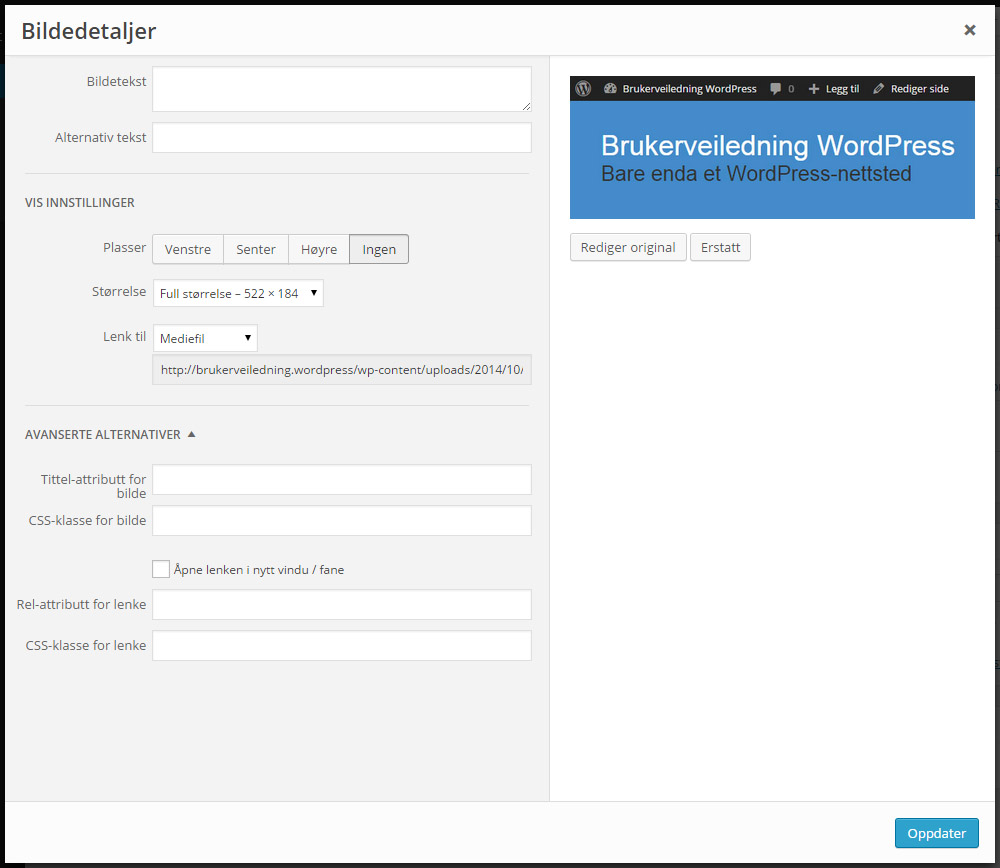 Bildedetaljer
Bildetekst
Alternativ tekst
VIS INNSTILLINGER
Plasser Venstre Senter Høyre Ingen
Størrelse Full størrelse – 522 × 184
Lenk til Mediefil
http://brukerveiledning.wordpress/wp-content/uploads/2014/10/
AVANSERTE ALTERNATIVER
Tittel-attributt for
bilde
CSS-klasse for bilde
Åpne lenken i nytt vindu / fane
Rel-attributt for lenke
CSS-klasse for lenke
Brukerveiledning WordPress 0 Legg til Rediger side
Brukerveiledning WordPress
Bare enda et WordPress-nettsted
Rediger original Erstatt
Oppdater